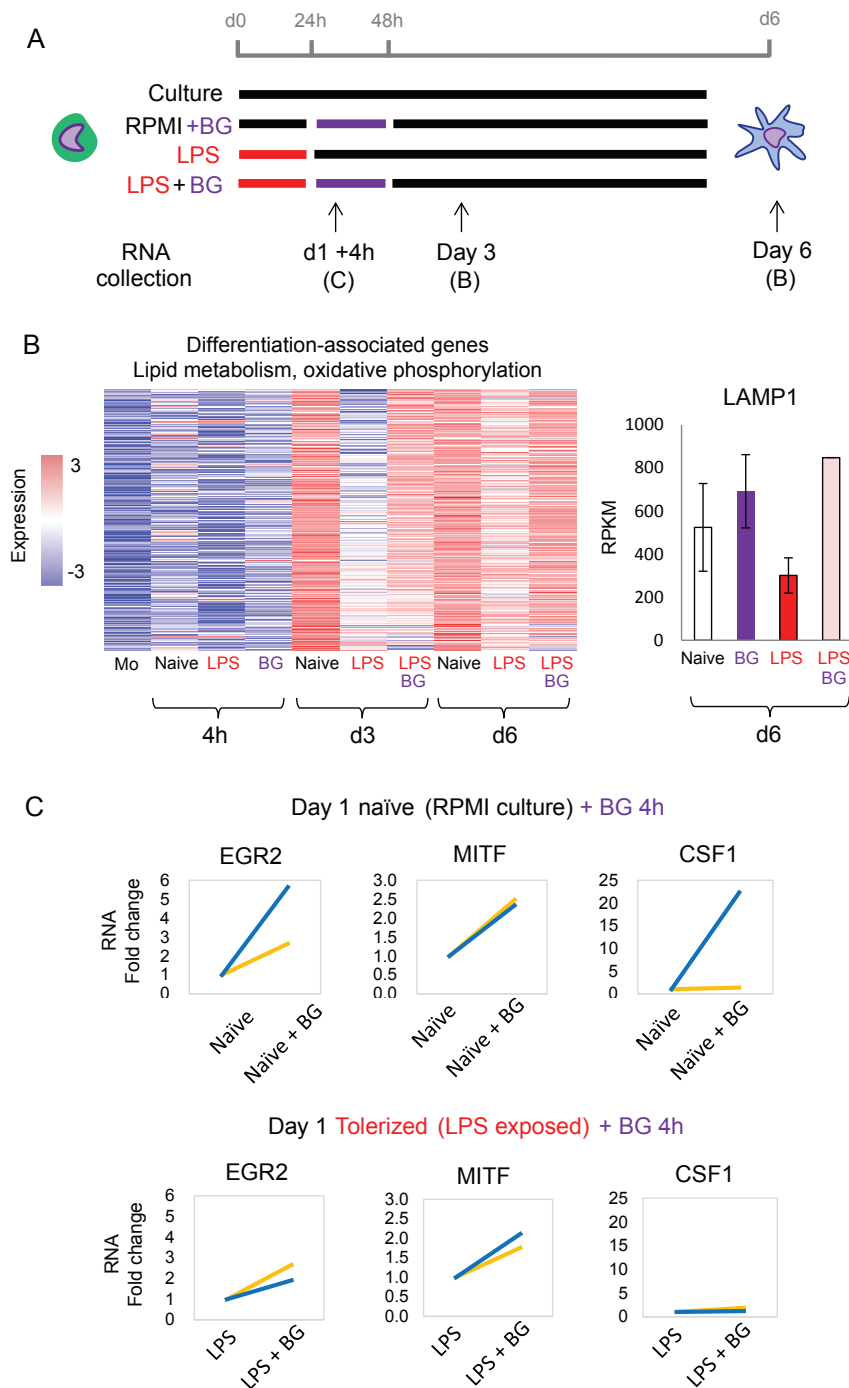 A
d0 24h 48h d6
Culture
RPMI +BG
LPS
LPS + BG
RNA
collection
d1 +4h
(C)
Day 3
(B)
Day 6
(B)
B
Differentiation-associated genes
Lipid metabolism, oxidative phosphorylation
Expression
3
-3
Mo Naive LPS BG Naive LPS LPS BG Naive LPS LPS BG
4h d3 d6
LAMP1
RPKM
1000
800
600
400
200
0
Naive BG LPS LPS BG
d6
C
Day 1 naïve (RPMI culture) + BG 4h
EGR2
RNA
Fold change
6
5
4
3
2
1
0
Naïve
Naïve + BG
MITF
3.0
2.5
2.0
1.5
1.0
0.5
0.0
Naïve
Naïve + BG
CSF1
25
20
15
10
5
0
Naïve
Naïve + BG
Day 1 Tolerized (LPS exposed) + BG 4h
EGR2
RNA
Fold change
6
5
4
3
2
1
0
LPS
LPS + BG
MITF
3.0
2.5
2.0
1.5
1.0
0.5
0.0
LPS
LPS + BG
CSF1
25
20
15
10
5
0
LPS
LPS + BG